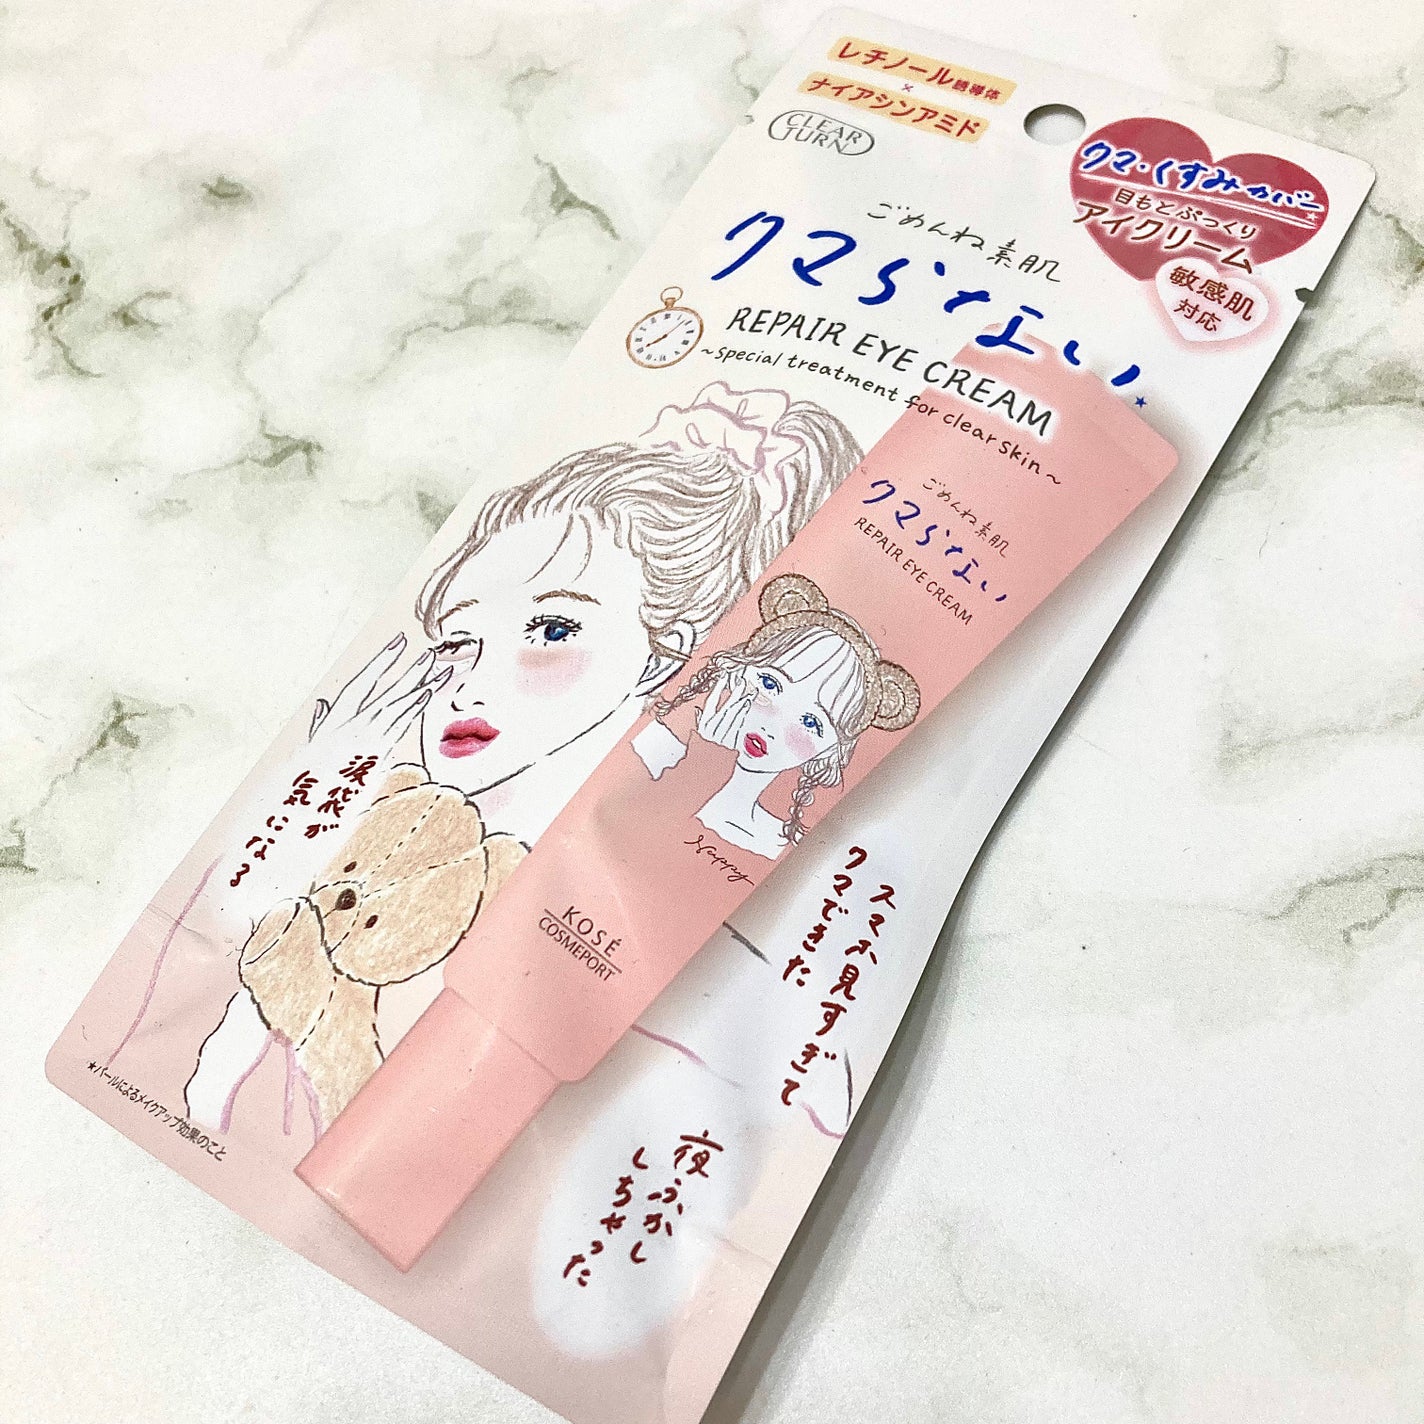 レチノール誘導体
×
ナイアシンアミド
CLEAR
TURN
クマ・くすみカバー★
目もとぷっくり
アイクリーム
敏感肌
対応
ごめんね素肌
クマらない
★
REPAIR EYE CREAM
~special treatment for clear skin~
ごめんね素肌
クマらない
REPAIR EYE CREAM
Happy
KOSÉ
COSMEPORT
涙袋が
気になる
スマホ見すぎて
クマできた
夜ふかし
しちゃった
★パールによるメイクアップ効果のこと